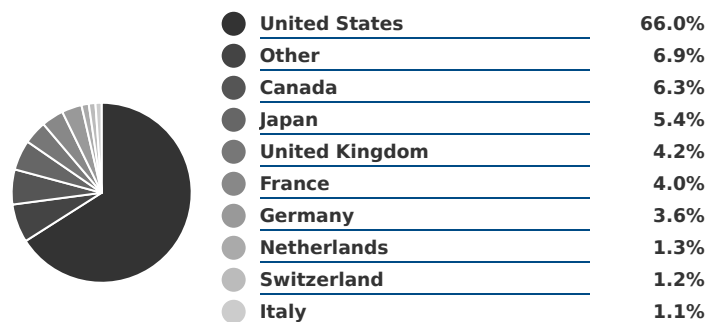 United States 66.0%
Other 6.9%
Canada 6.3%
Japan 5.4%
United Kingdom 4.2%
France 4.0%
Germany 3.6%
Netherlands 1.3%
Switzerland 1.2%
Italy 1.1%